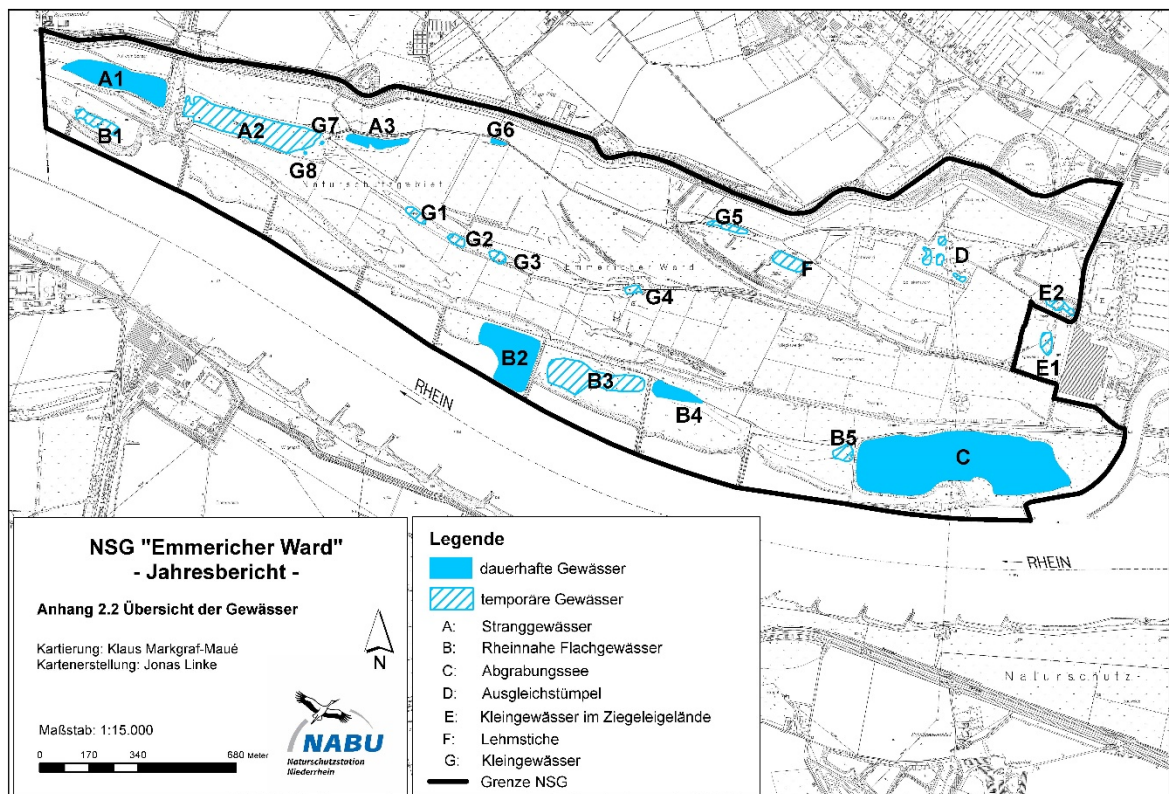 A1
B1
A2
G7
A3
G6
G8
Naturschutzgebiet
G1
G2
G3
G5
F
D
Emmericher Ward
G4
E2
E1
B2
B3
B4
RHEIN
B5
C
RHEIN
Naturschutz-
NSG "Emmericher Ward"
- Jahresbericht -
Anhang 2.2 Übersicht der Gewässer
Kartierung: Klaus Markgraf-Maué
Kartenerstellung: Jonas Linke
N
Maßstab: 1:15.000
0 170 340 680 Meter
NABU
Naturschutzstation
Niederrhein
Legende
dauerhafte Gewässer
temporäre Gewässer
A: Stranggewässer
B: Rheinnahe Flachgewässer
C: Abgrabungssee
D: Ausgleichstümpel
E: Kleingewässer im Ziegeleigelände
F: Lehmstiche
G: Kleingewässer
Grenze NSG